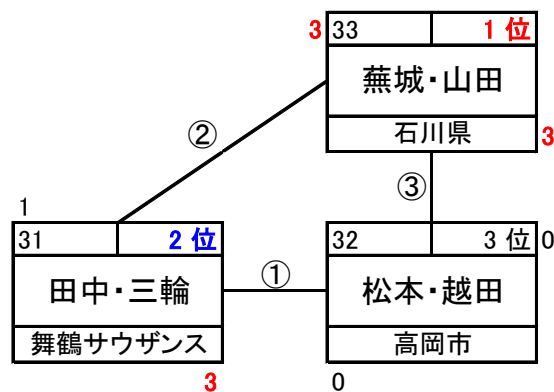 3 33 1 位
蕪城・山田
石川県 3
②
③
1
31 2 位
32 3 位 0
田中・三輪
①
松本・越田
舞鶴サウザンス
高岡市
3
0